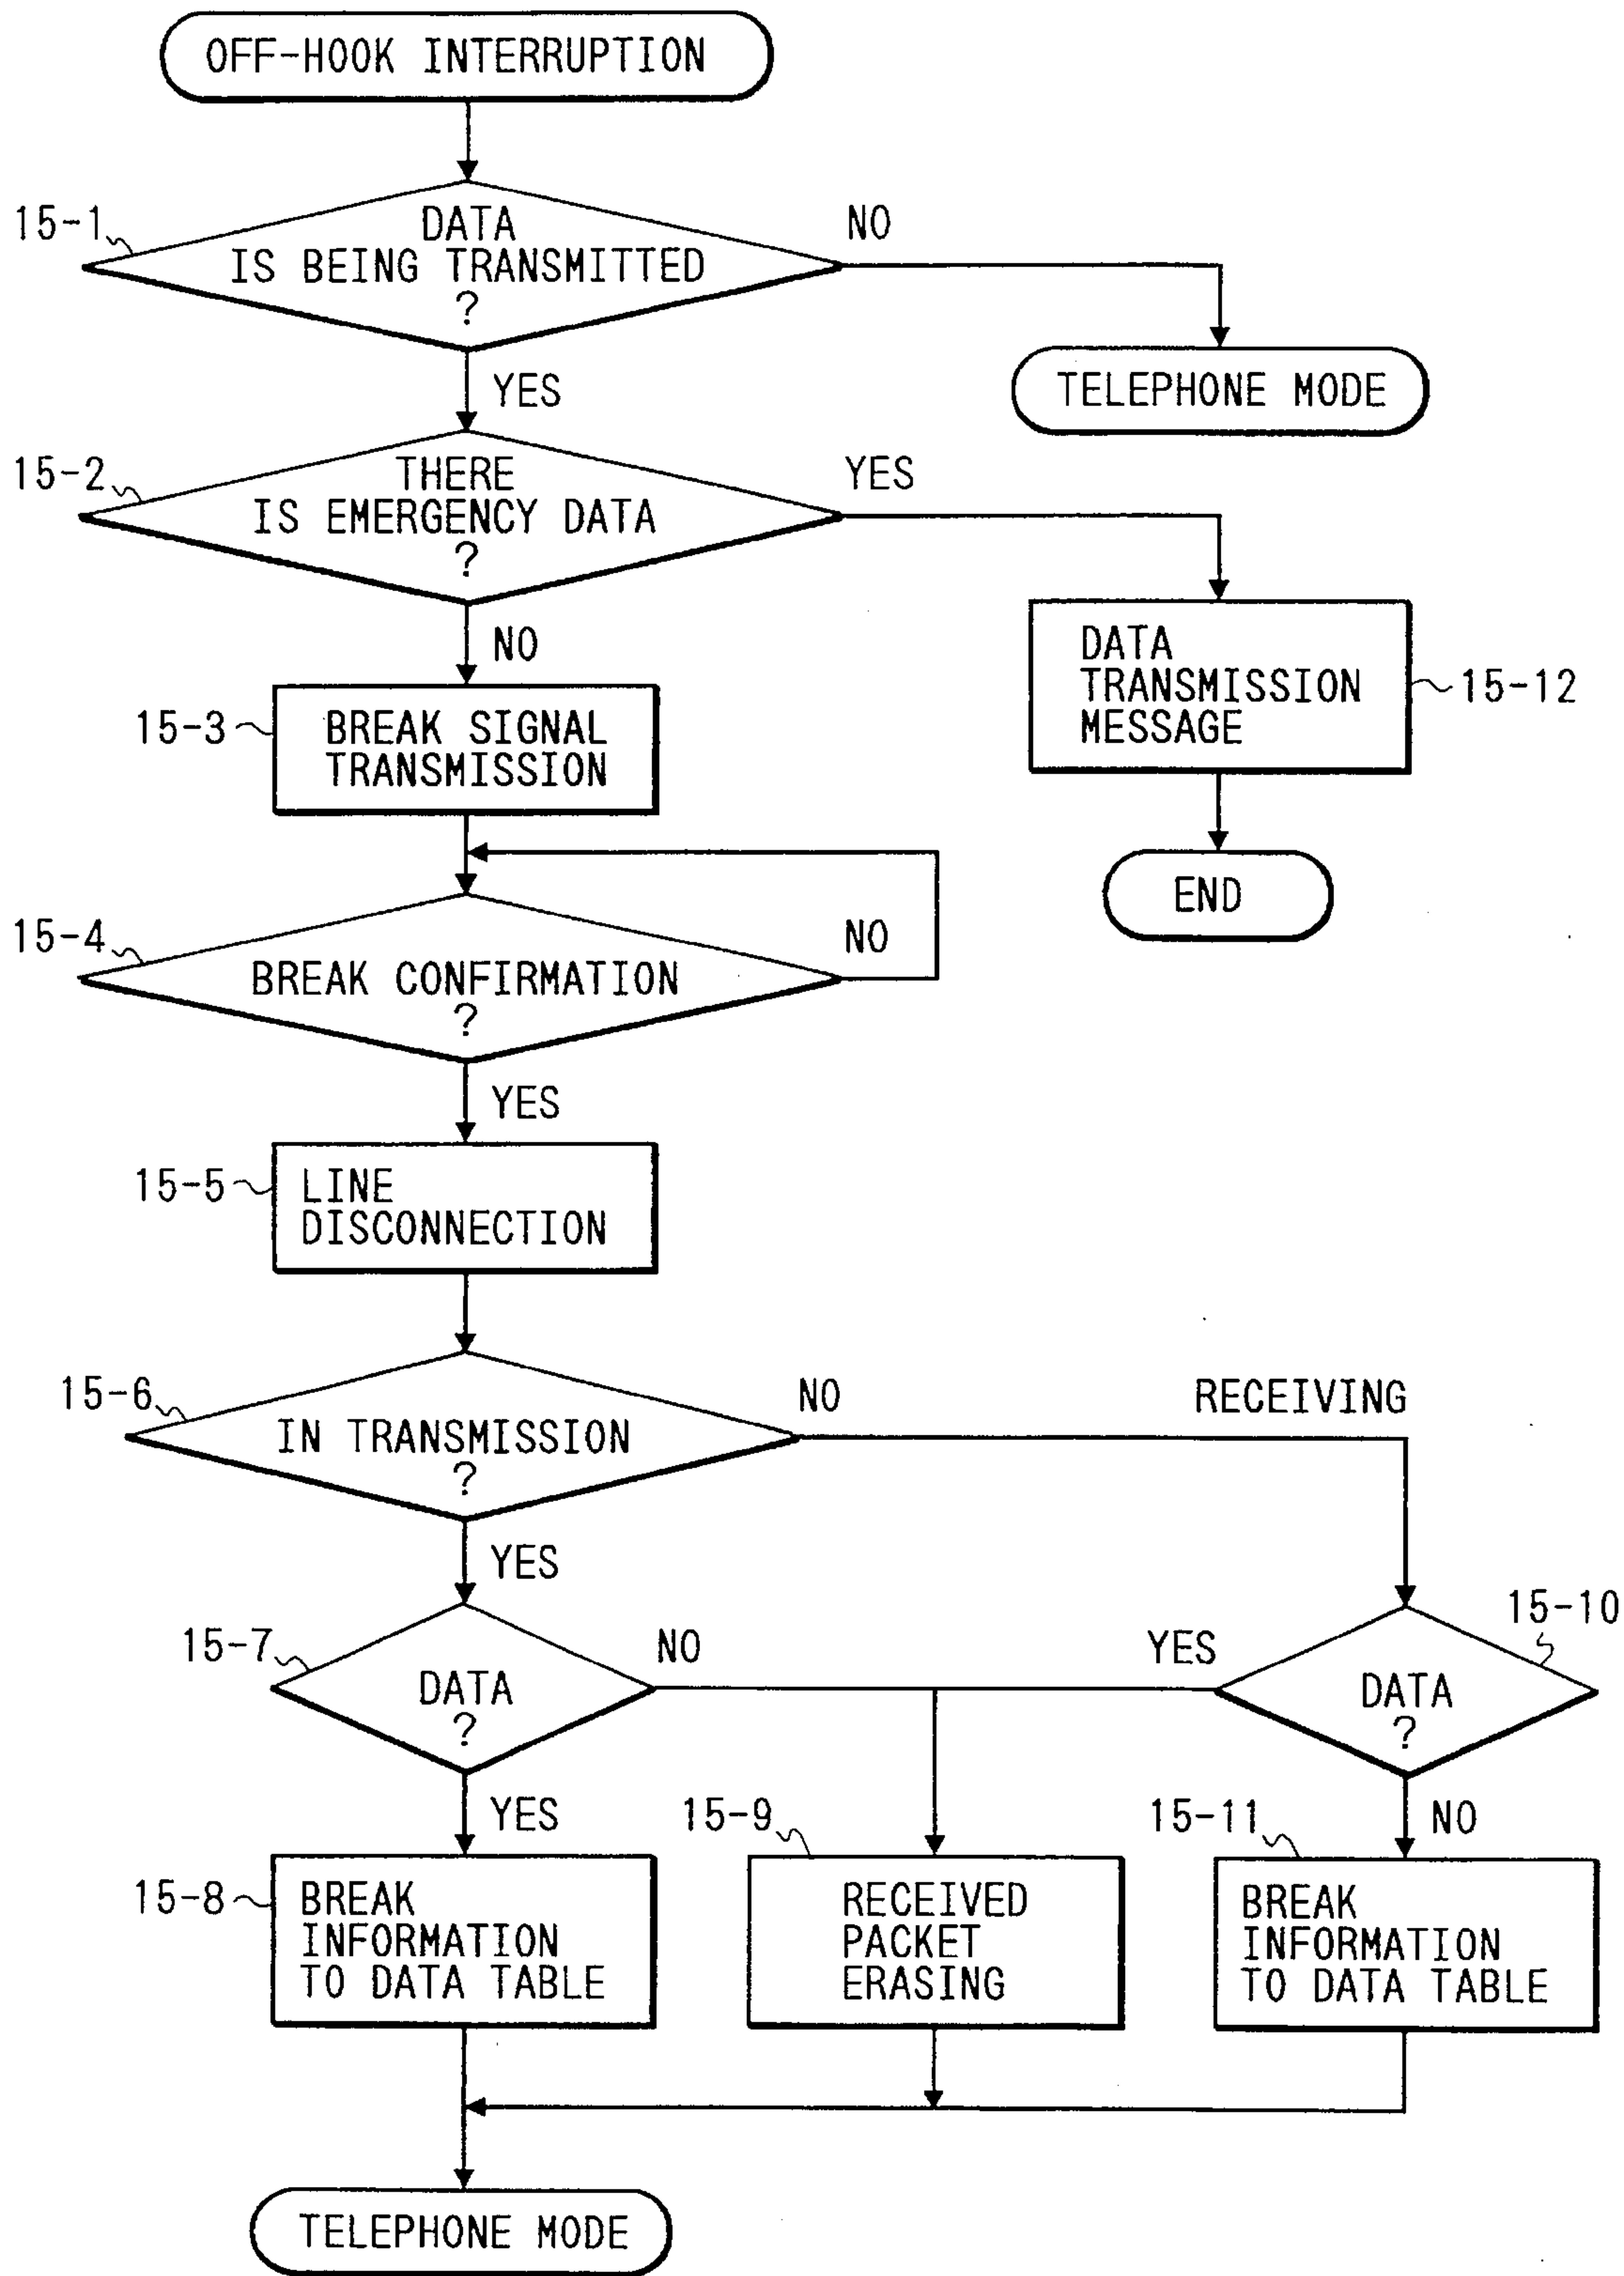 OFF-HOOK INTERRUPTION
15-1
DATA
IS BEING TRANSMITTED
?
NO
YES
TELEPHONE MODE
15-2
THERE
IS EMERGENCY DATA
?
YES
NO
15-3
BREAK SIGNAL
TRANSMISSION
DATA
TRANSMISSION
MESSAGE
15-12
END
15-4
BREAK CONFIRMATION
?
NO
YES
15-5
LINE
DISCONNECTION
15-6
IN TRANSMISSION
?
NO
RECEIVING
YES
15-7
DATA
?
NO
YES
15-10
DATA
?
YES
NO
15-8
BREAK
INFORMATION
TO DATA TABLE
15-9
RECEIVED
PACKET
ERASING
15-11
BREAK
INFORMATION
TO DATA TABLE
TELEPHONE MODE